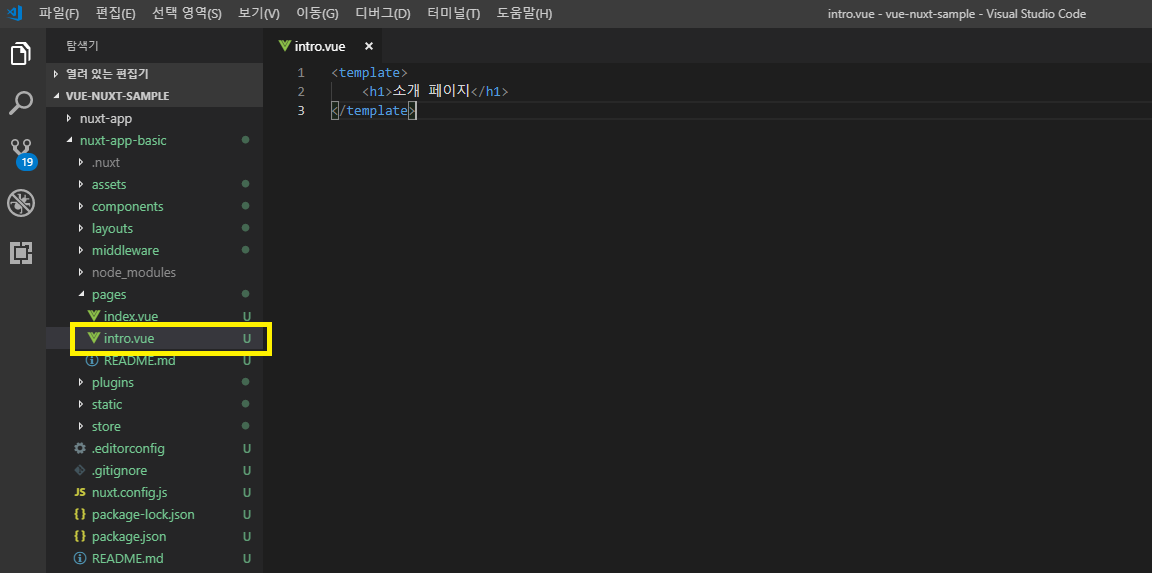 파일(F) 편집(E) 선택 영역(S) 보기(V) 이동(G) 디버그(D) 터미널(T) 도움말(H) intro.vue - vue-nuxt-sample - Visual Studio Code
탐색기
열려 있는 편집기
VUE-NUXT-SAMPLE
nuxt-app
nuxt-app-basic
.nuxt
assets
components
layouts
middleware
node_modules
pages
index.vue U
intro.vue U
README.md U
plugins
static
store
.editorconfig U
.gitignore U
JS nuxt.config.js U
{} package-lock.json U
{} package.json U
README.md U
19
intro.vue ×
1 <template>
2 <h1>소개 페이지</h1>
3 </template>